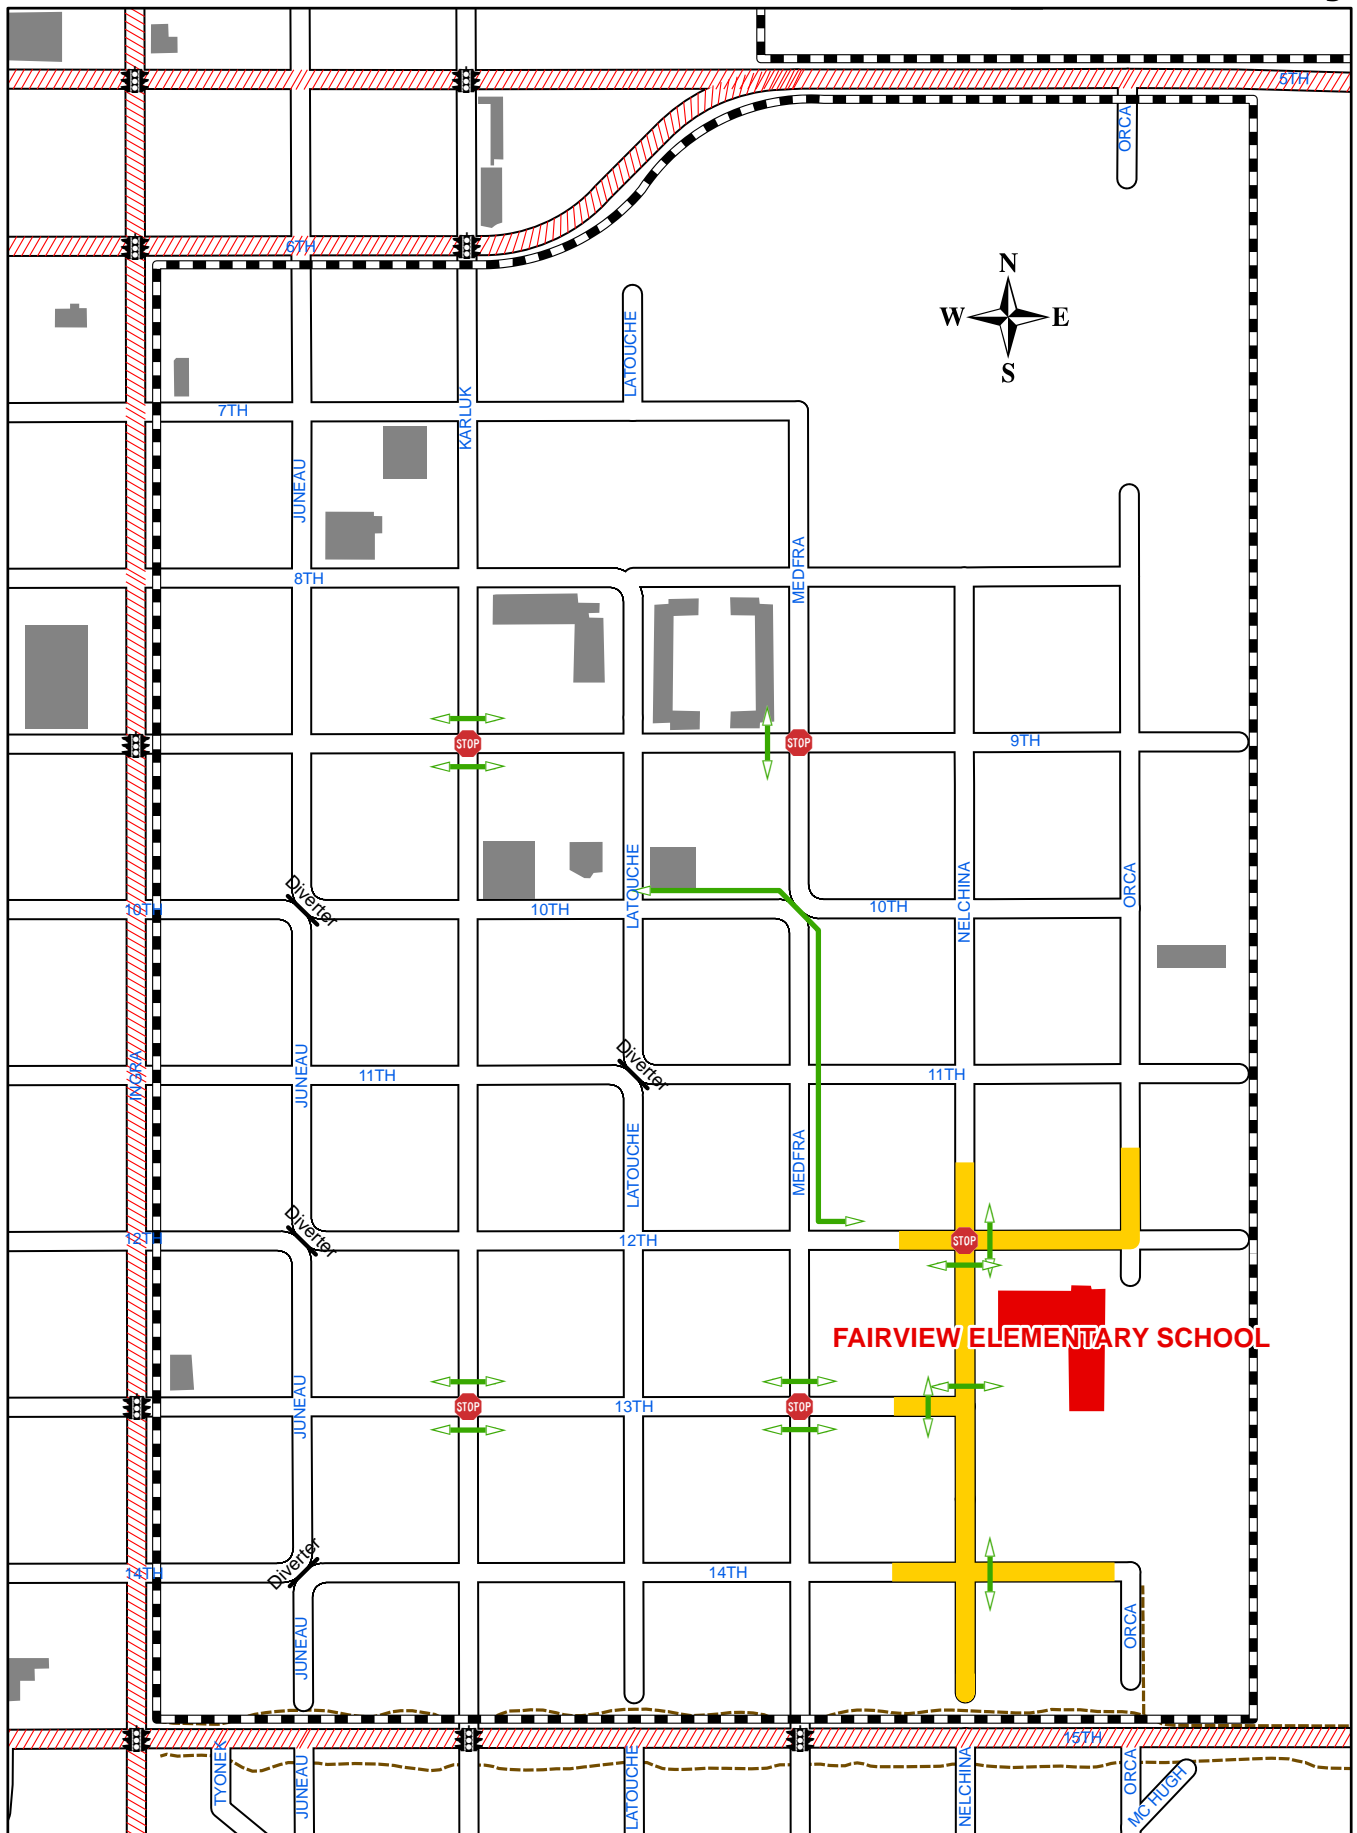 5TH
ORCA
6TH
N
W E
S
LATOUCHE
7TH
KARLUK
JUNEAU
MEDFRA
8TH
STOP
STOP
9TH
Diverter
LATOUCHE
NELCHINA
ORCA
10TH
10TH
10TH
INGRA
JUNEAU
11TH
Diverter
11TH
LATOUCHE
MEDFRA
Diverter
12TH
12TH
STOP
FAIRVIEW ELEMENTARY SCHOOL
JUNEAU
STOP
13TH
STOP
Diverter
14TH
14TH
JUNEAU
ORCA
15TH
TYONEK
JUNEAU
LATOUCHE
NELCHINA
ORCA
MC HUGH